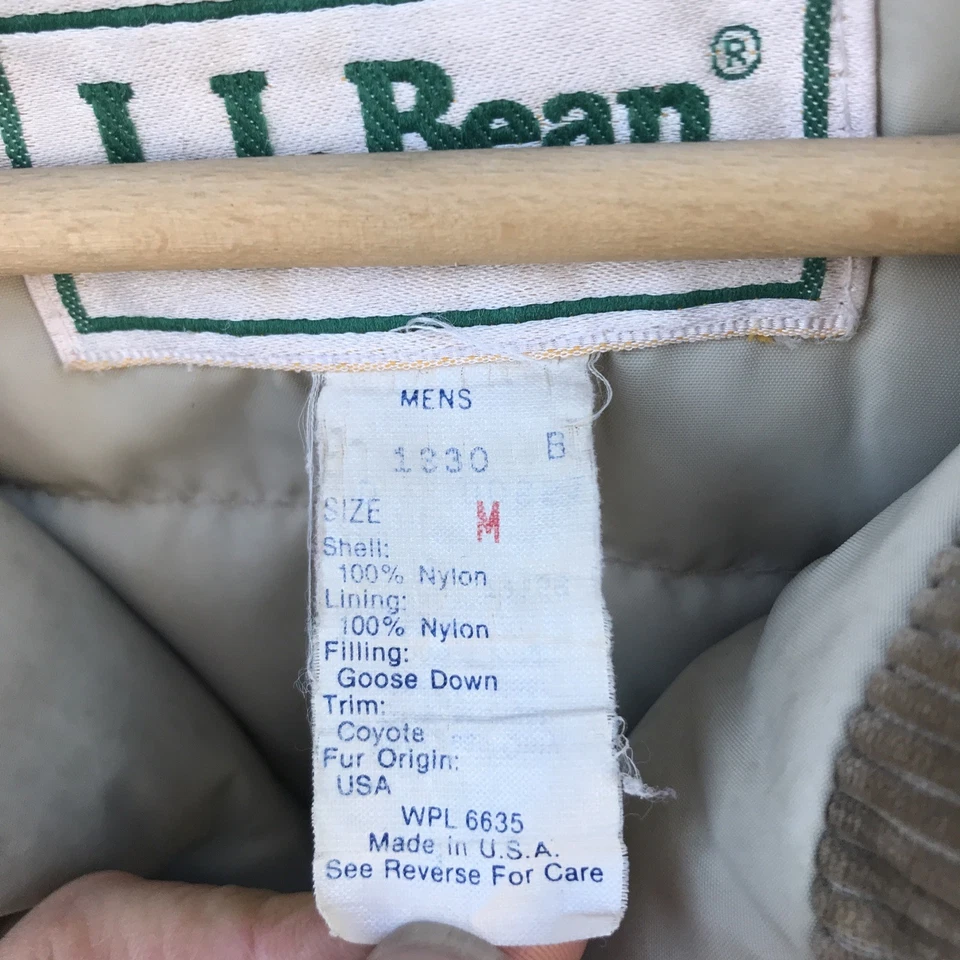 L.L.Bean®
MENS
1330 B
SIZE M
Shell:
100% Nylon
Lining:
100% Nylon
Filling:
Goose Down
Trim:
Coyote
Fur Origin:
USA
WPL 6635
Made in U.S.A.
See Reverse For Care